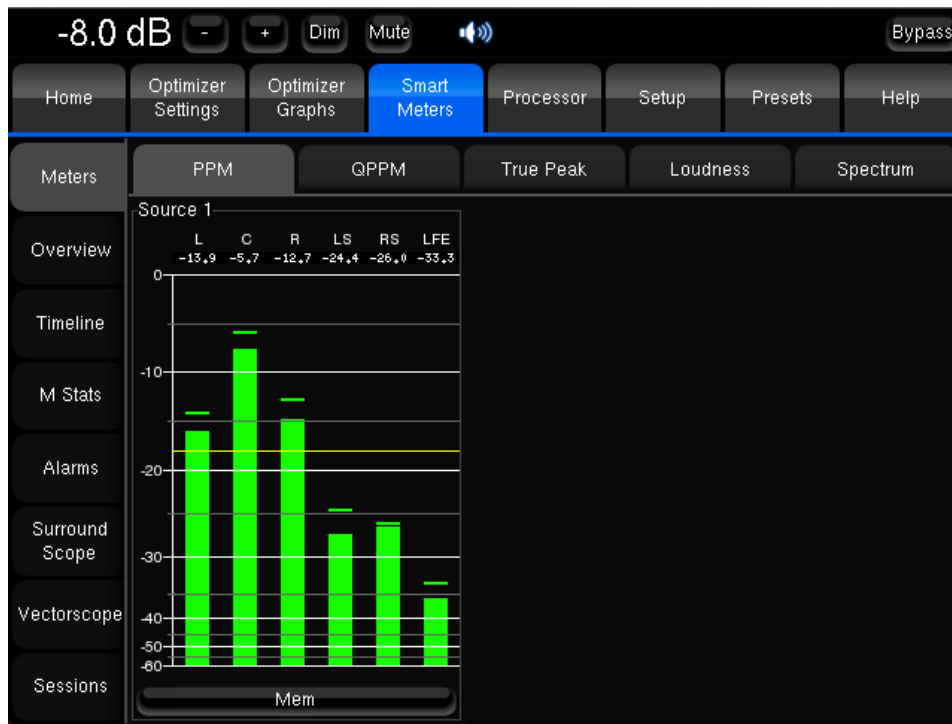 -8.0 dB - + Dim Mute Bypass
Home
Optimizer
Settings
Optimizer
Graphs
Smart
Meters
Processor
Setup
Presets
Help
Meters
Overview
Timeline
M Stats
Alarms
Surround
Scope
Vectorscope
Sessions
PPM QPPM True Peak Loudness Spectrum
Source 1
L C R LS RS LFE
-13.9 -5.7 -12.7 -24.4 -26.0 -33.3
0
-10
-20
-30
-40
-50
-60
Mem